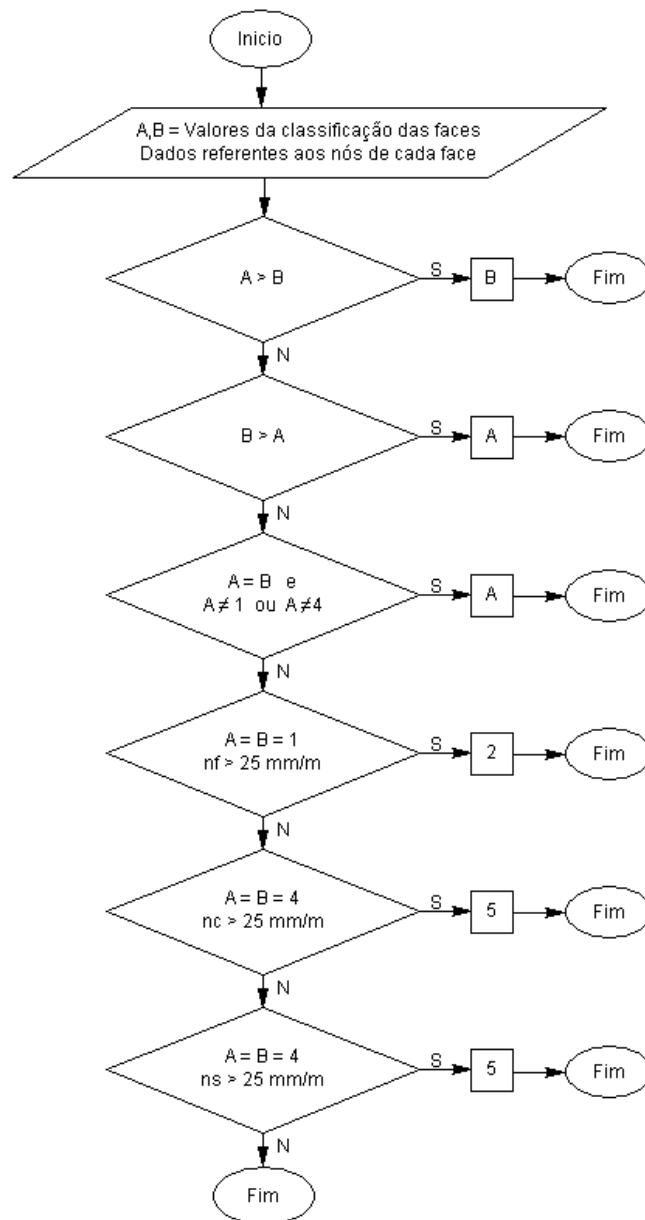 Inicio
A,B = Valores da classificação das faces
Dados referentes aos nós de cada face
A > B
S
B
Fim
N
B > A
S
A
Fim
N
A = B e
A ≠ 1 ou A ≠ 4
S
A
Fim
N
A = B = 1
nf > 25 mm/m
S
2
Fim
N
A = B = 4
nc > 25 mm/m
S
5
Fim
N
A = B = 4
ns > 25 mm/m
S
5
Fim
N
Fim